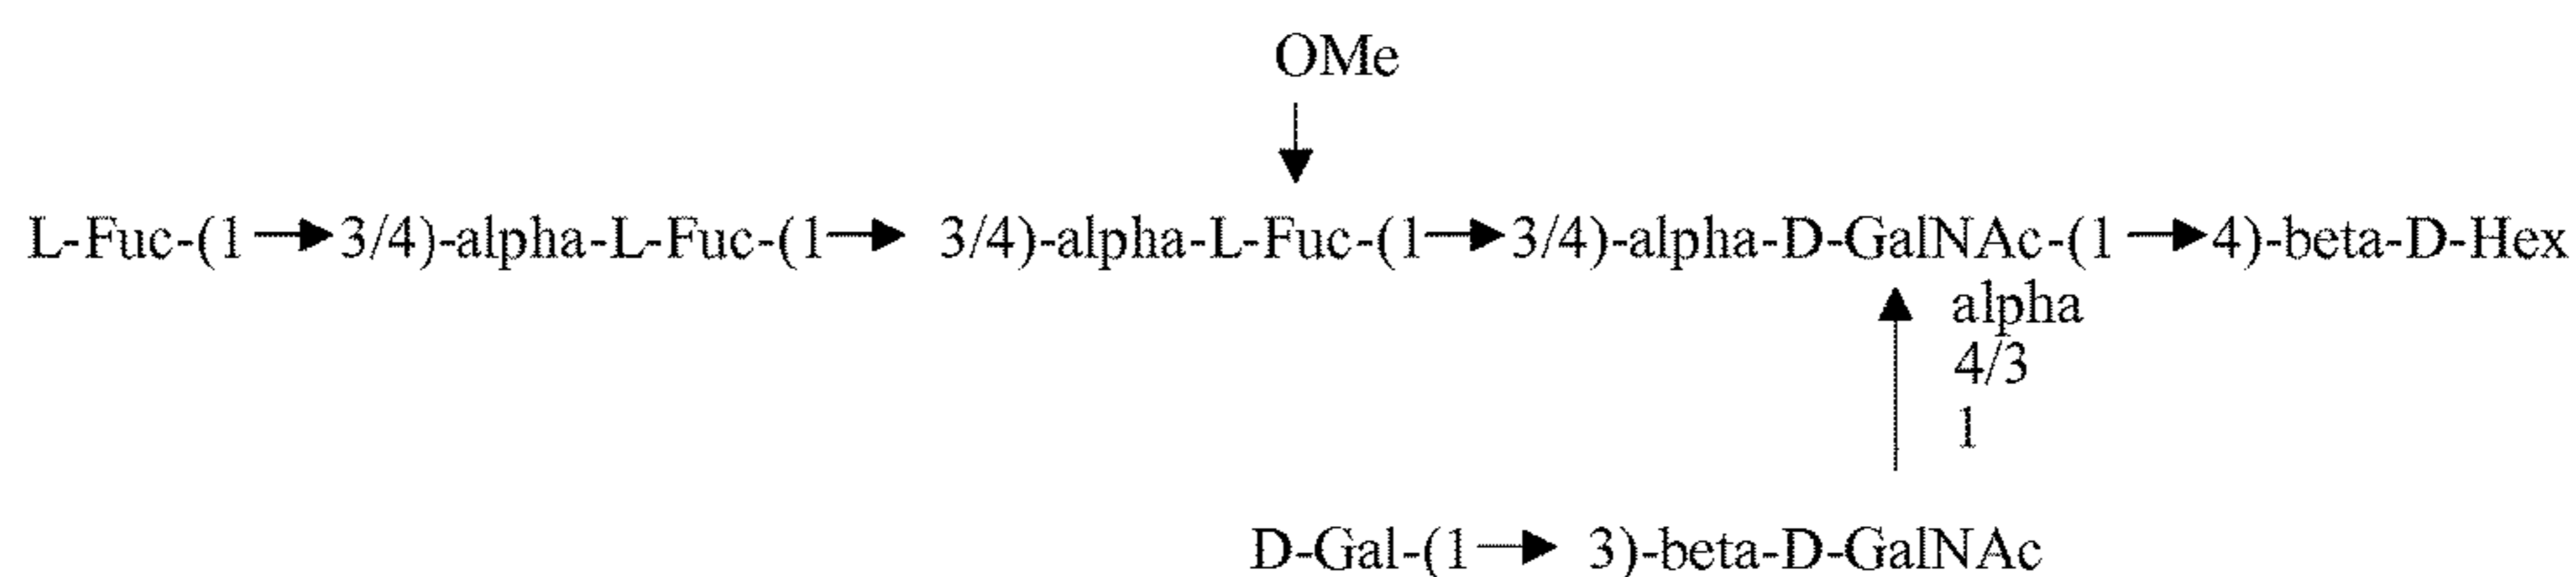 OMe
L-Fuc-(1→3/4)-alpha-L-Fuc-(1→ 3/4)-alpha-L-Fuc-(1→3/4)-alpha-D-GalNAc-(1→4)-beta-D-Hex
alpha
4/3
1
D-Gal-(1→ 3)-beta-D-GalNAc